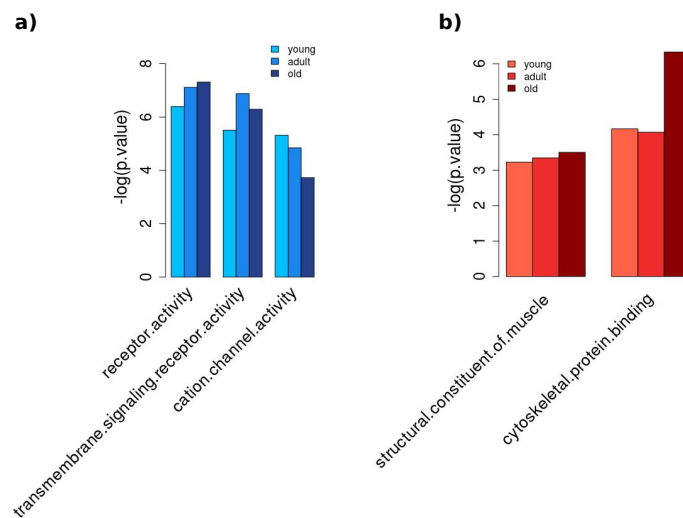 a)
young
adult
old
-log(p.value)
8
6
4
2
0
receptor.activity
transmembrane.signaling.receptor.activity
cation.channel.activity
b)
young
adult
old
-log(p.value)
6
5
4
3
2
1
0
structural.constituent.of.muscle
cytoskeletal.protein.binding